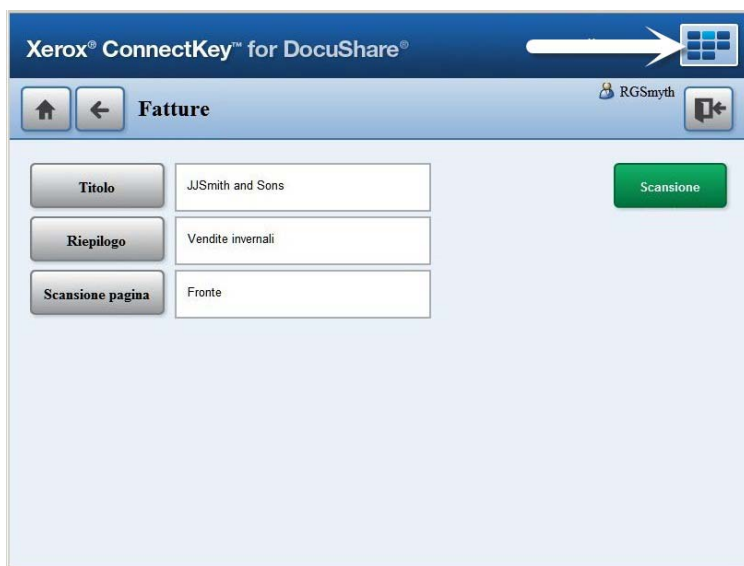 Xerox® ConnectKey™ for DocuShare®
Fatture
RGSmyth
Titolo
JJSmith and Sons
Scansione
Riepilogo
Vendite invernali
Scansione pagina
Fronte